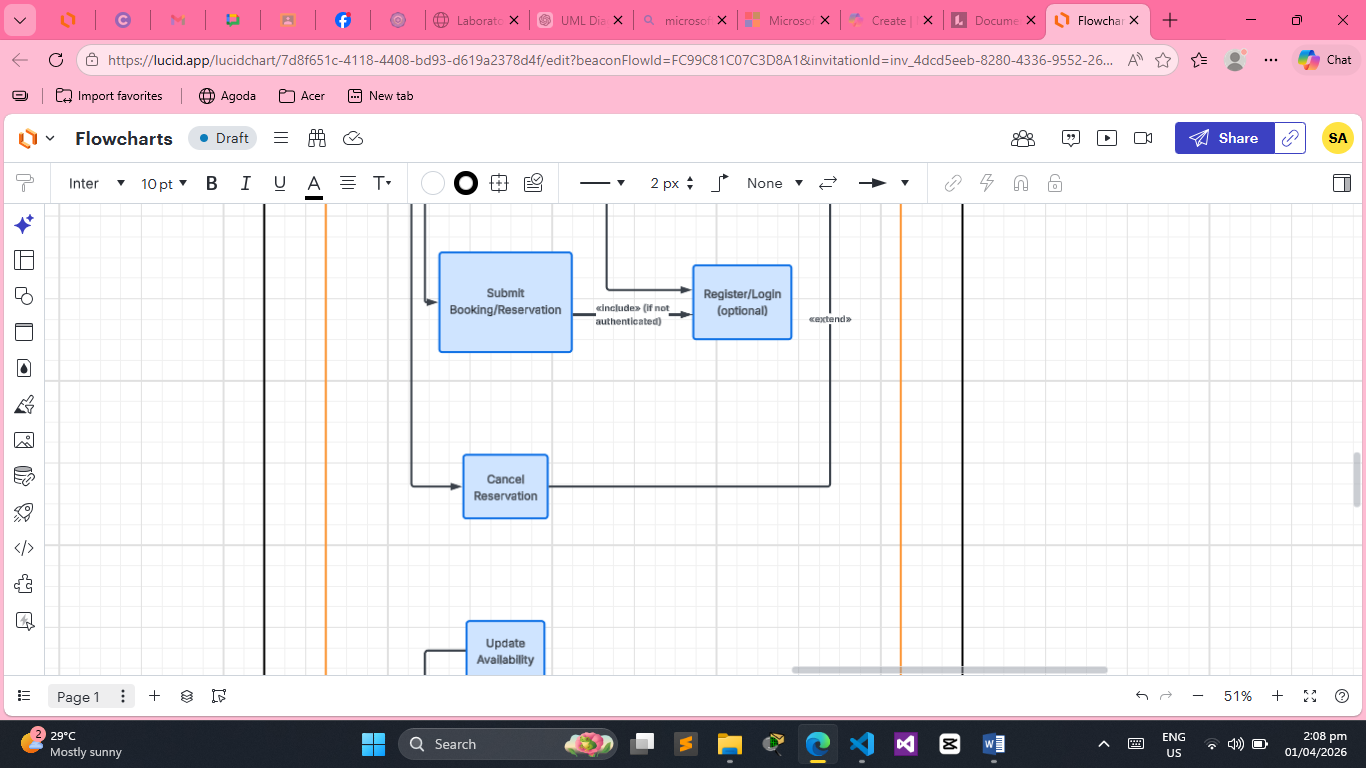 Laborato
UML Dia
microsof
Microsof
Create |
Docume
Flowchar
https://lucid.app/lucidchart/7d8f651c-4118-4408-bd93-d619a2378d4f/edit?beaconFlowId=FC99C81C07C3D8A1&invitationId=inv_4dcd5eeb-8280-4336-9552-26...
Chat
Import favorites
Agoda
Acer
New tab
Flowcharts
Draft
Share
SA
Inter
10 pt
B
I
U
A
T
2 px
None
Submit
Booking/Reservation
«include» (if not
authenticated)
Register/Login
(optional)
«extend»
Cancel
Reservation
Update
Availability
Page 1
51%
2
29°C
Mostly sunny
Search
ENG
US
2:08 pm
01/04/2026